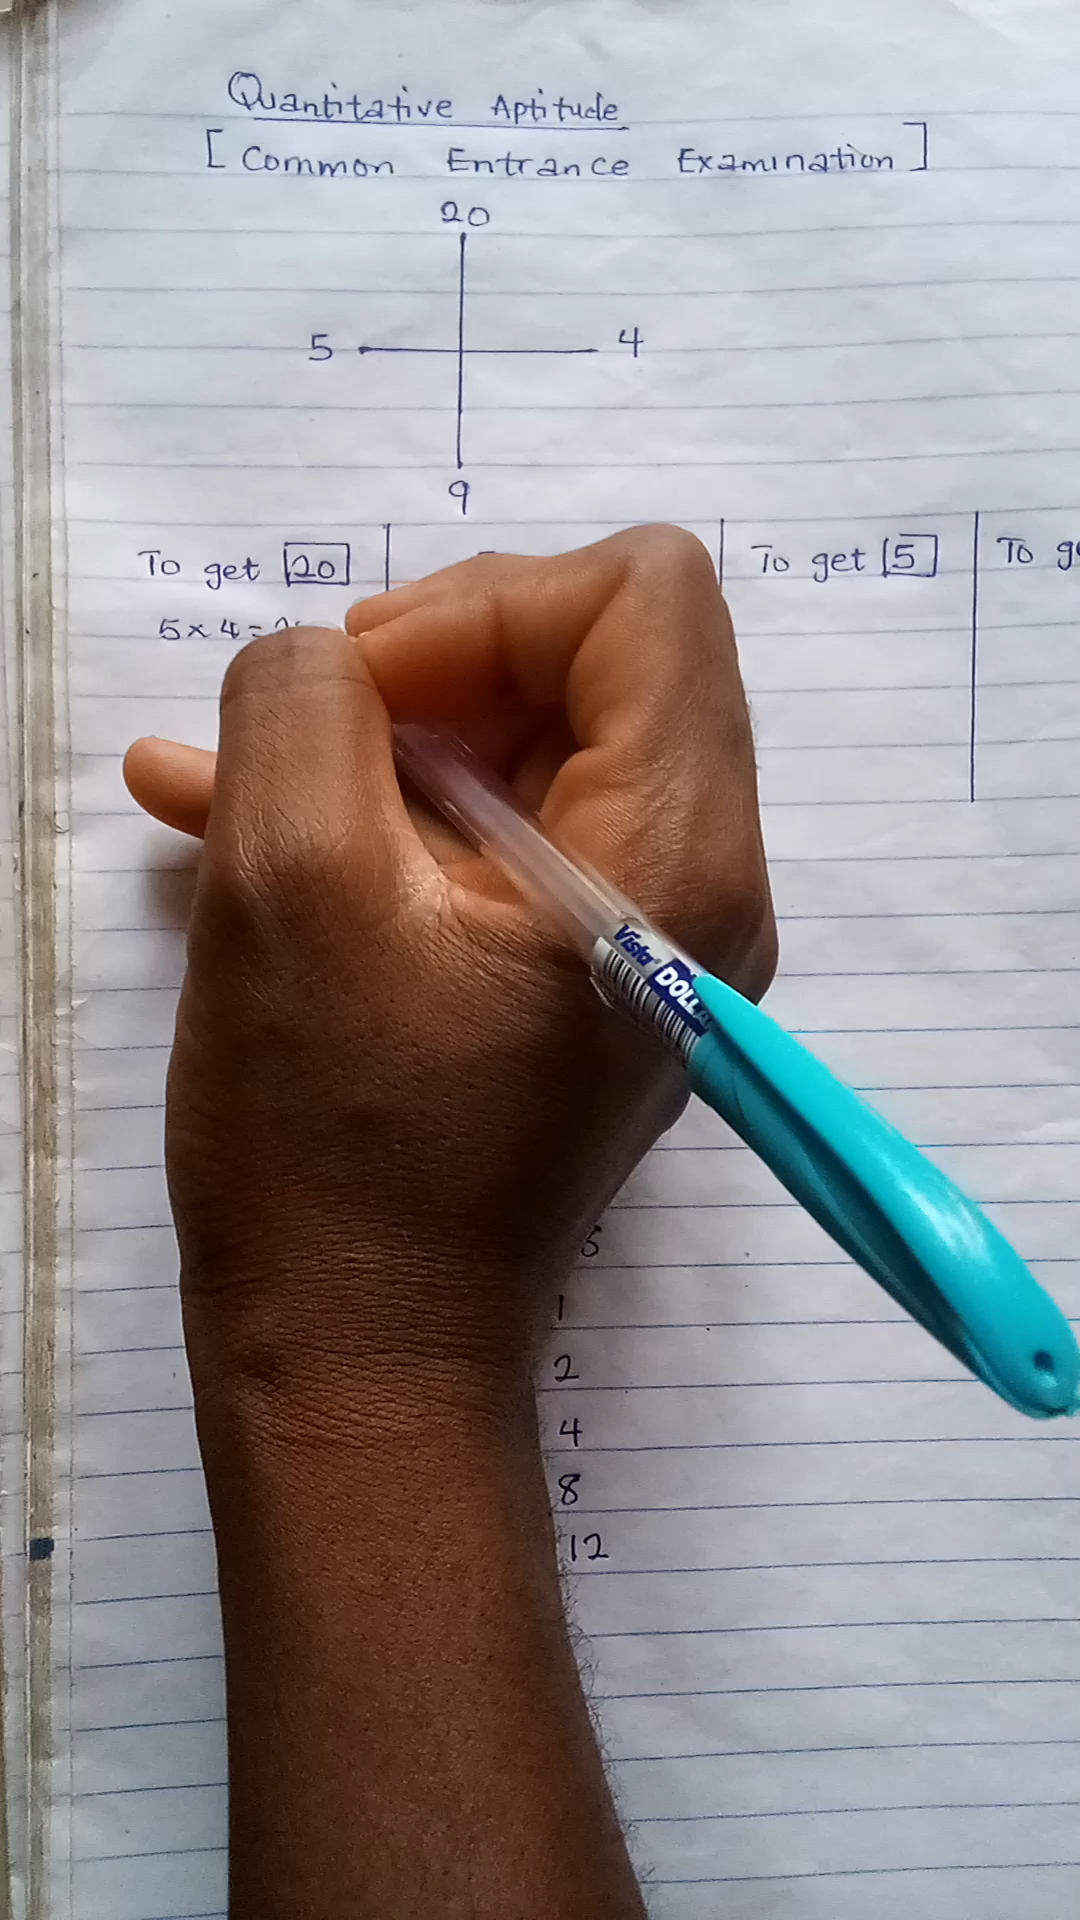 Quantitative Aptitude
[Common Entrance Examination]
20
5 4
9
To get 20 To get 5 To
5 x 4 =
5
1
2
4
8
12
Vista